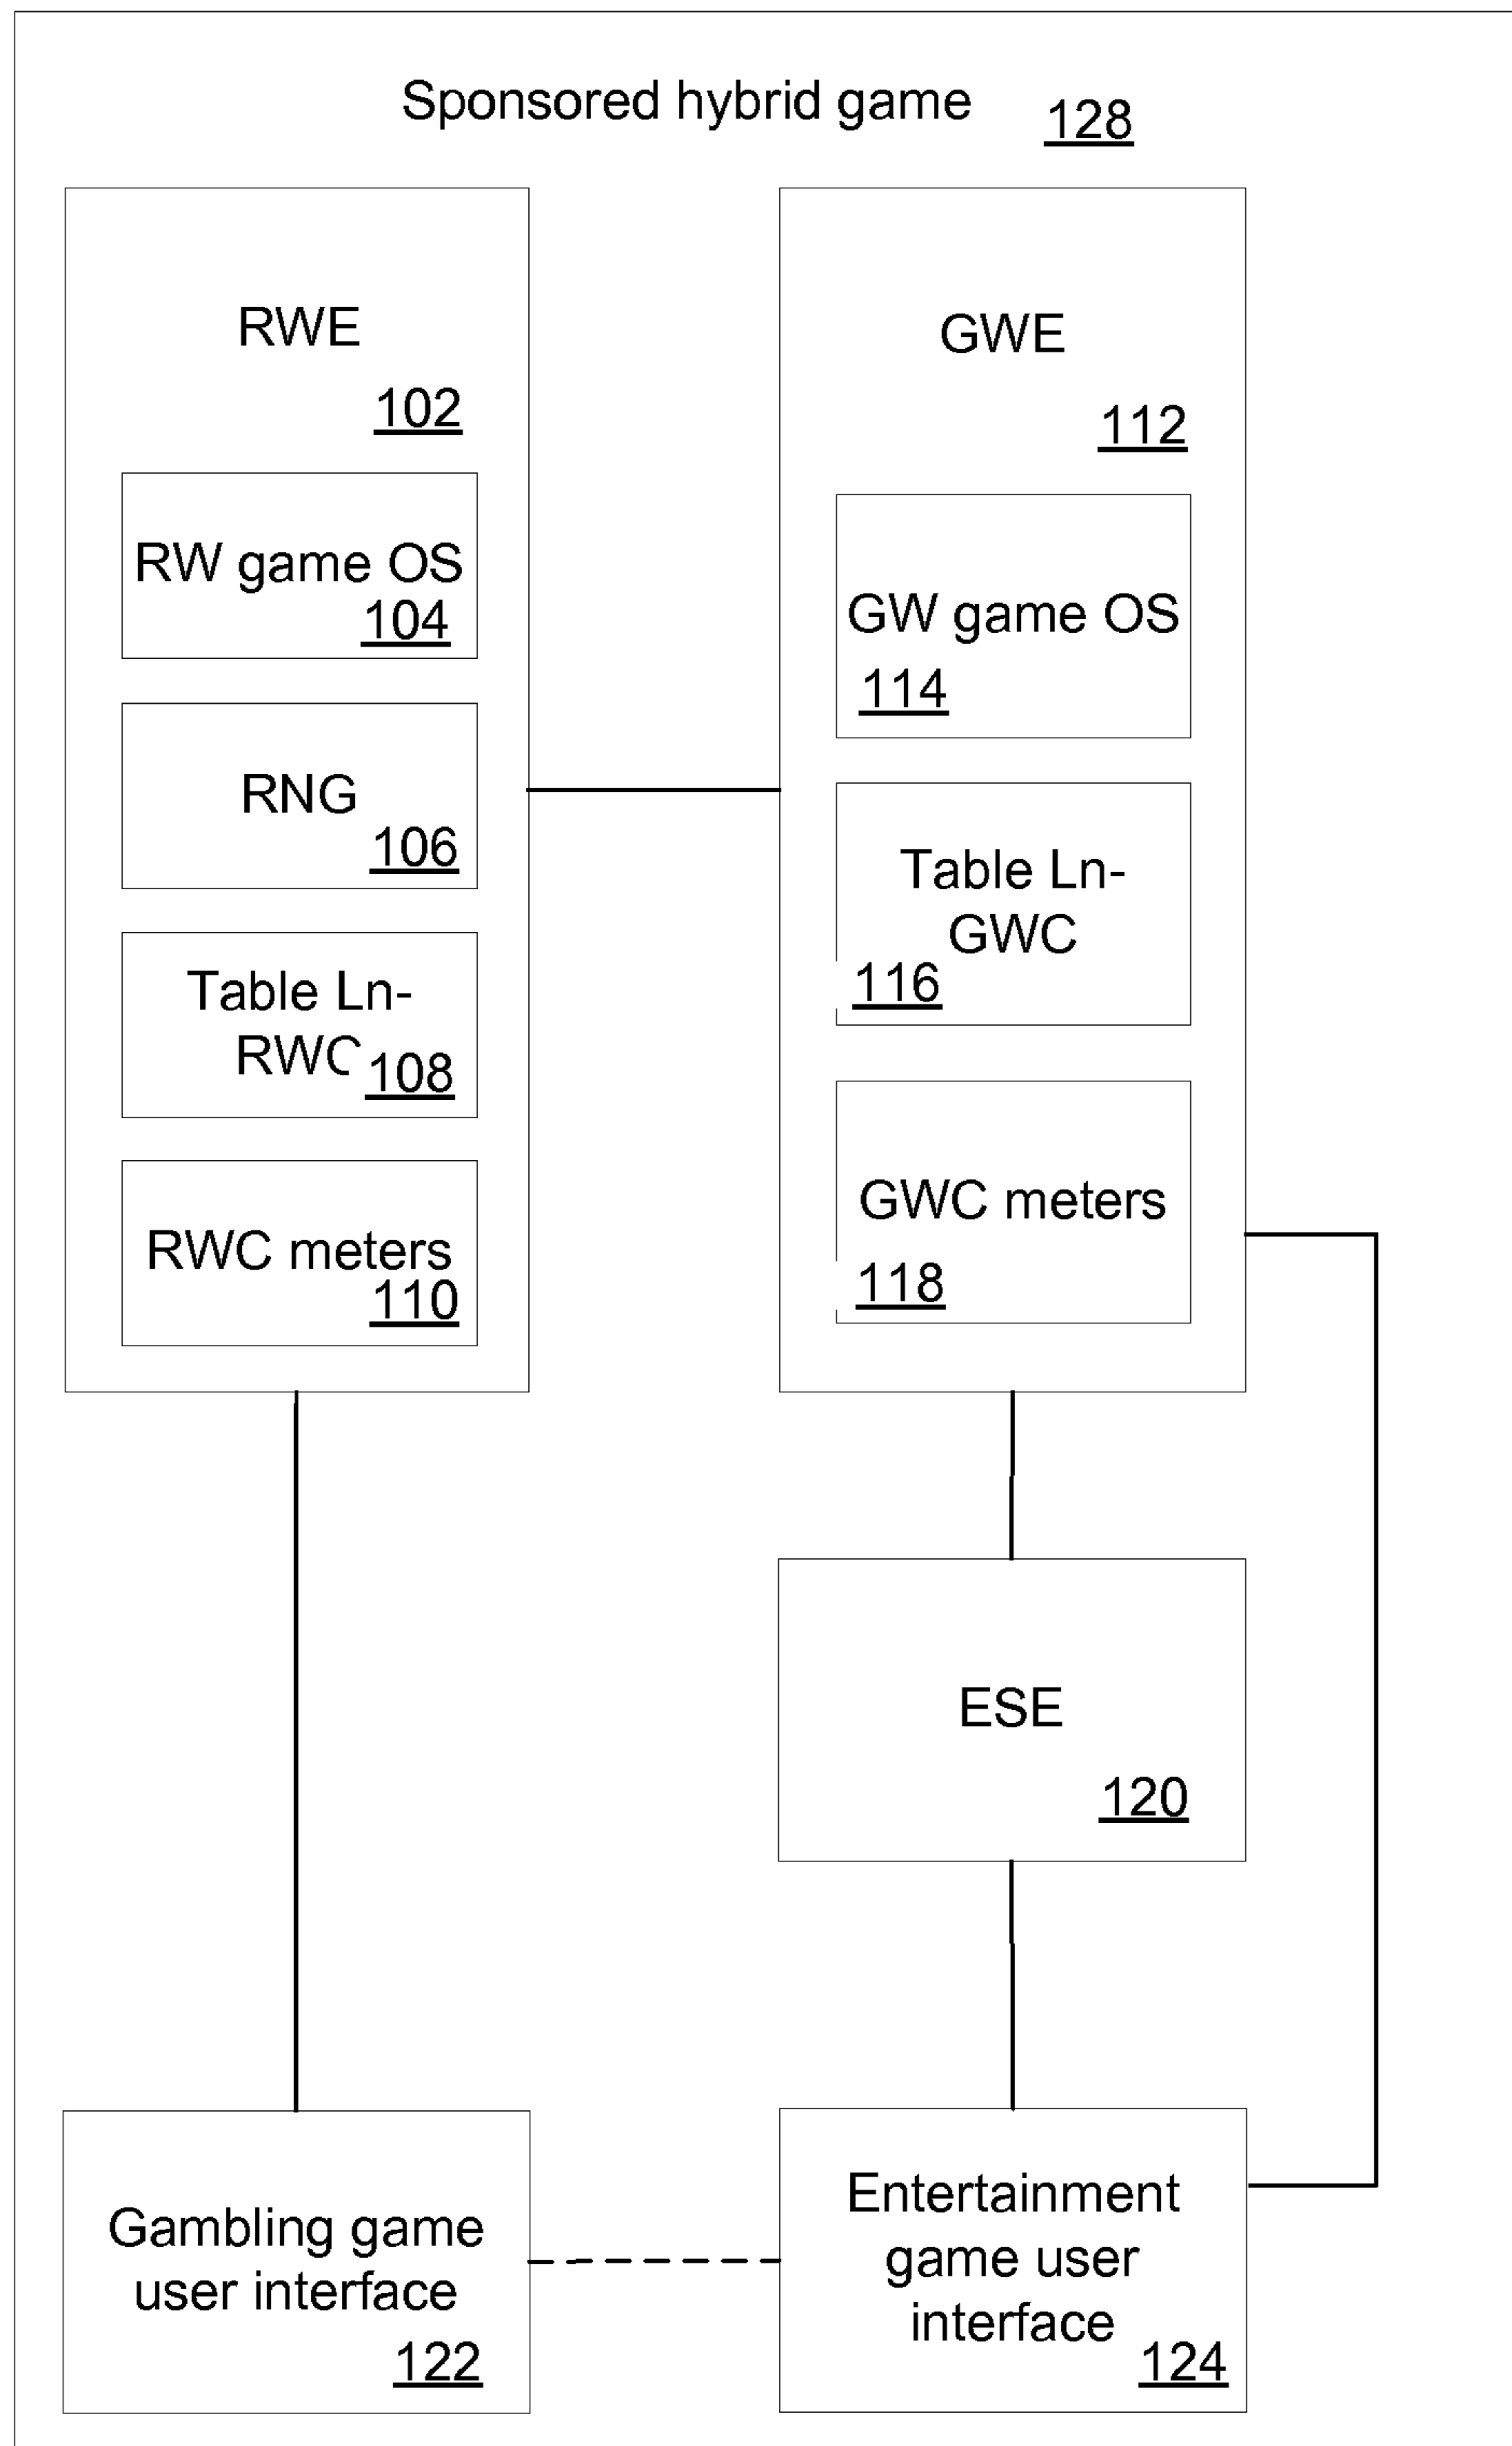 Sponsored hybrid game
128
RWE
102
RW game OS
104
RNG
106
Table Ln-
RWC
108
RWC meters
110
GWE
112
GW game OS
114
Table Ln-
GWC
116
GWC meters
118
ESE
120
Gambling game
user interface
122
Entertainment
game user
interface
124